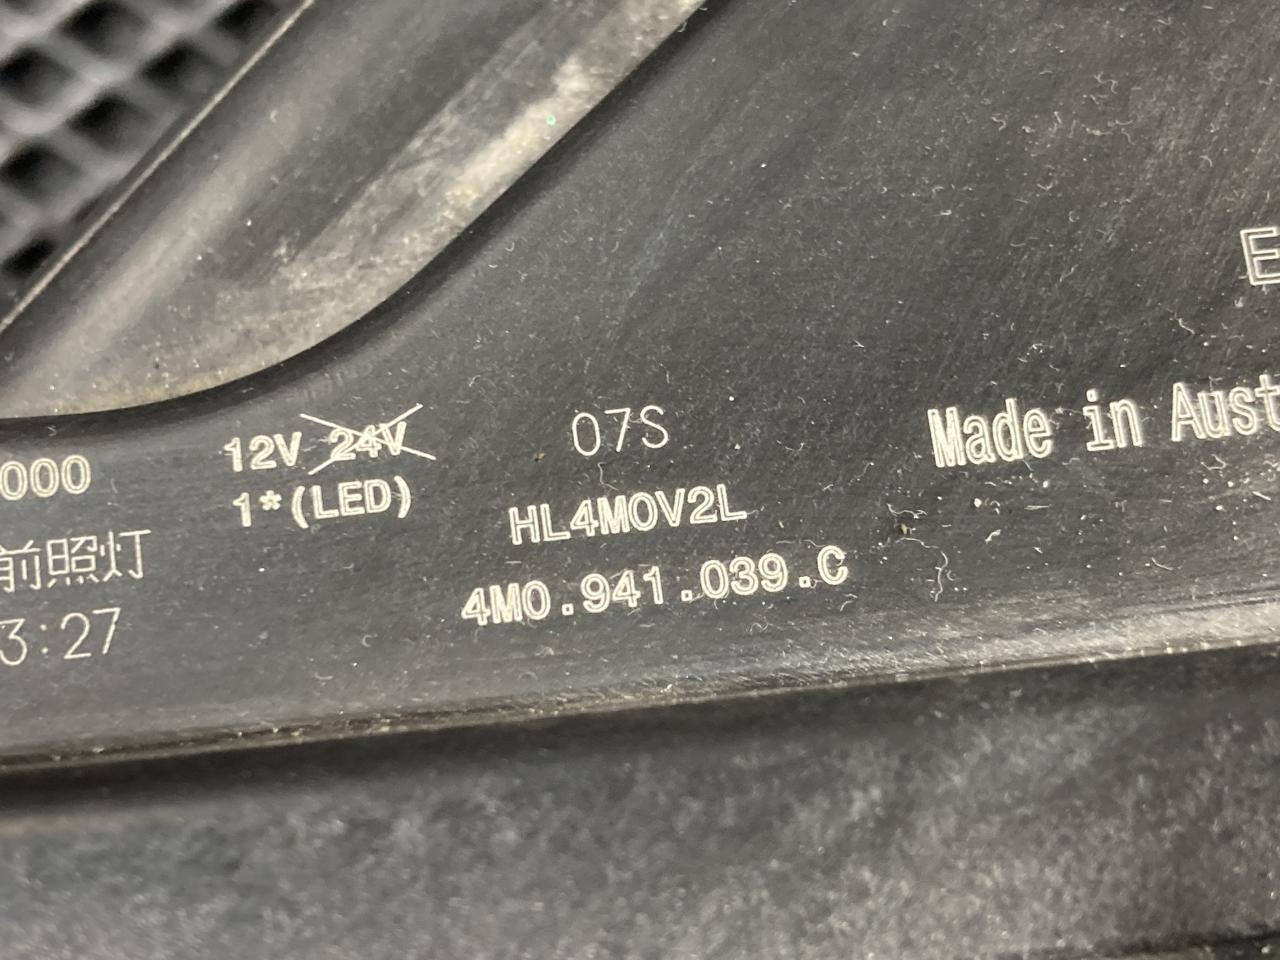 E
Made in Aust
000
12V 24V
07S
1*(LED)
HL4M0V2L
前照灯
4M0.941.039.C
3:27